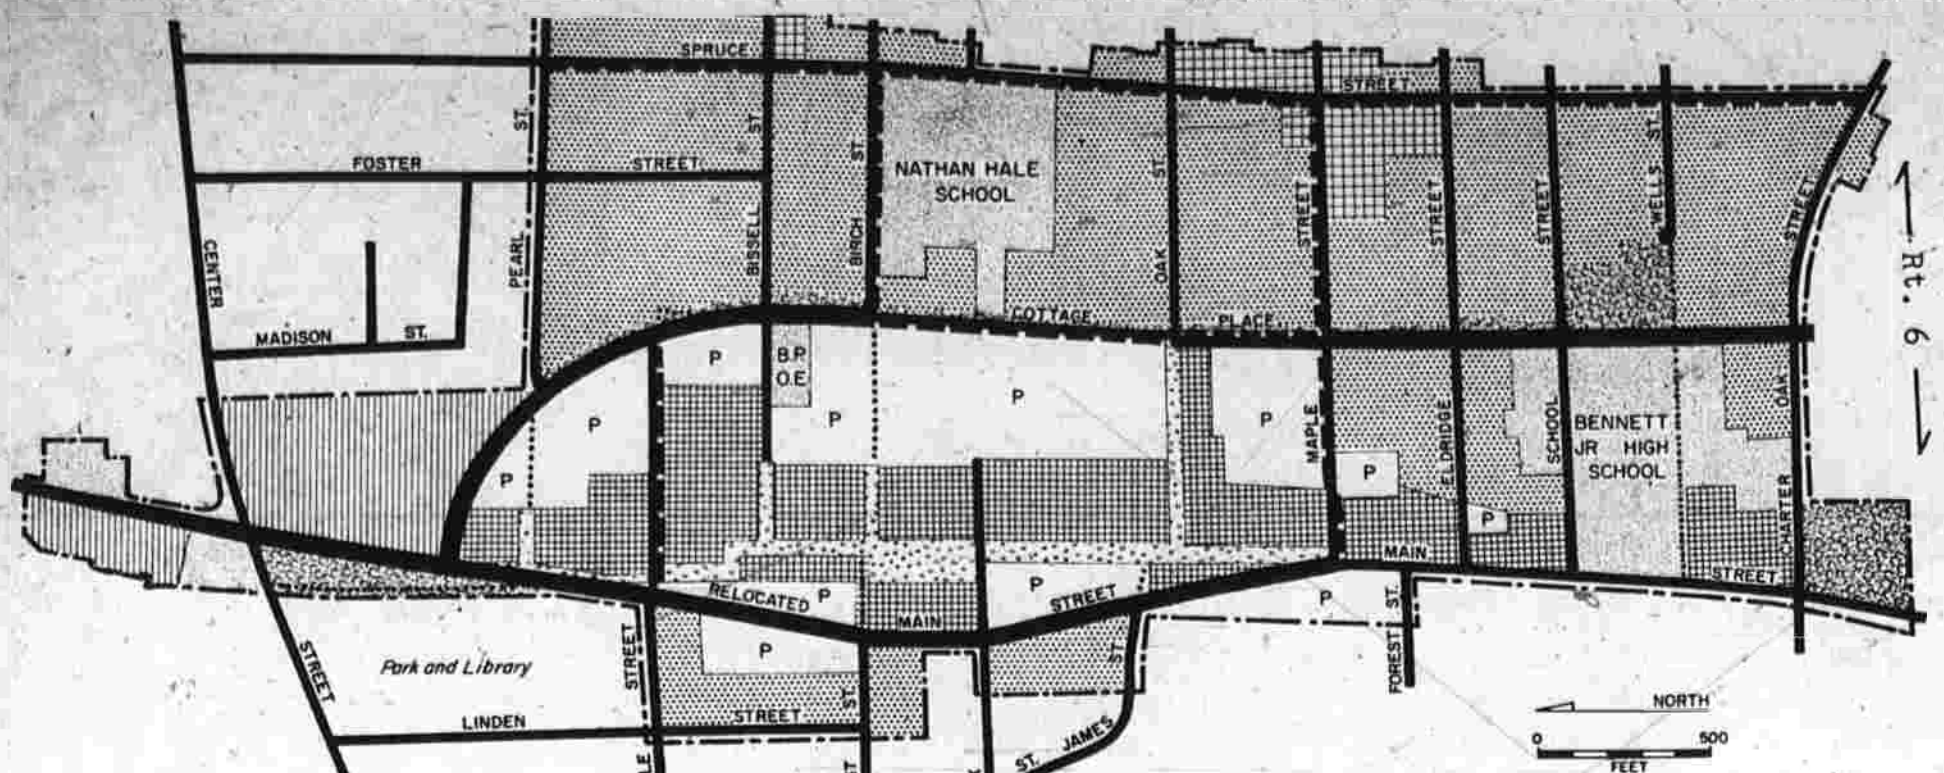 SPRUCE
STREET
ST.
ST.
ST.
ST.
WELLS ST.
FOSTER
STREET
NATHAN HALE
SCHOOL
STREET
STREET
STREET
STREET
CENTER
PEARL
BISSELL
BIRCH
OAK
Rt. 6
MADISON
ST.
COTTAGE
PLACE
P
B.P.
O.E.
P
P
P
P
P
MAPLE
P
ELDRIDGE
SCHOOL
BENNETT
JR HIGH
SCHOOL
OAK
CHARTER
P
MAIN
STREET
RELOCATED
P
MAIN
P
STREET
P
STREET
Park and Library
STREET
P
ST.
ST.
FOREST ST.
LINDEN
STREET
ST. JAMES
NORTH
0
500
FEET
LE
ST